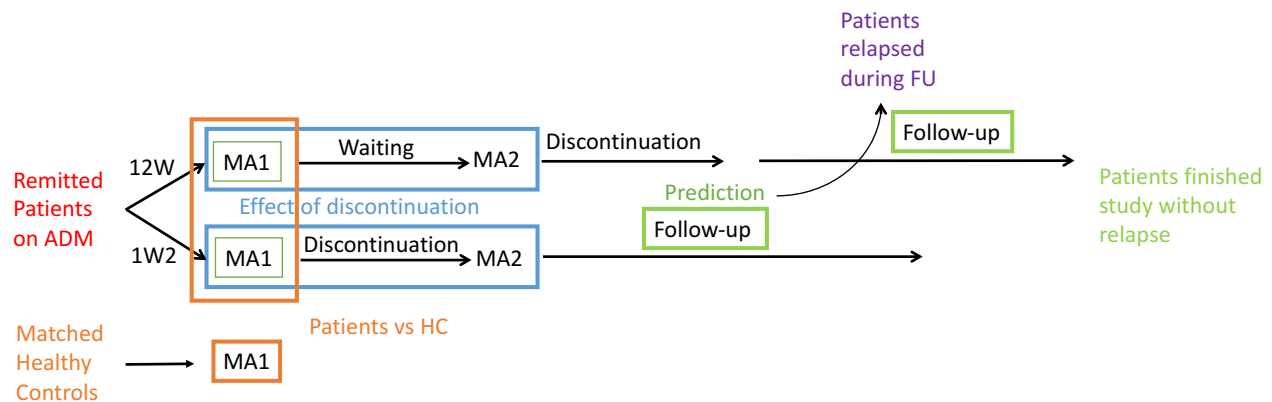 Patients
relapsed
during FU
Follow-up
Discontinuation
Waiting
12W
MA1
MA2
Remitted
Patients
on ADM
Prediction
Patients finished
study without
relapse
Effect of discontinuation
Follow-up
Discontinuation
1W2
MA1
MA2
Patients vs HC
Matched
Healthy
Controls
MA1